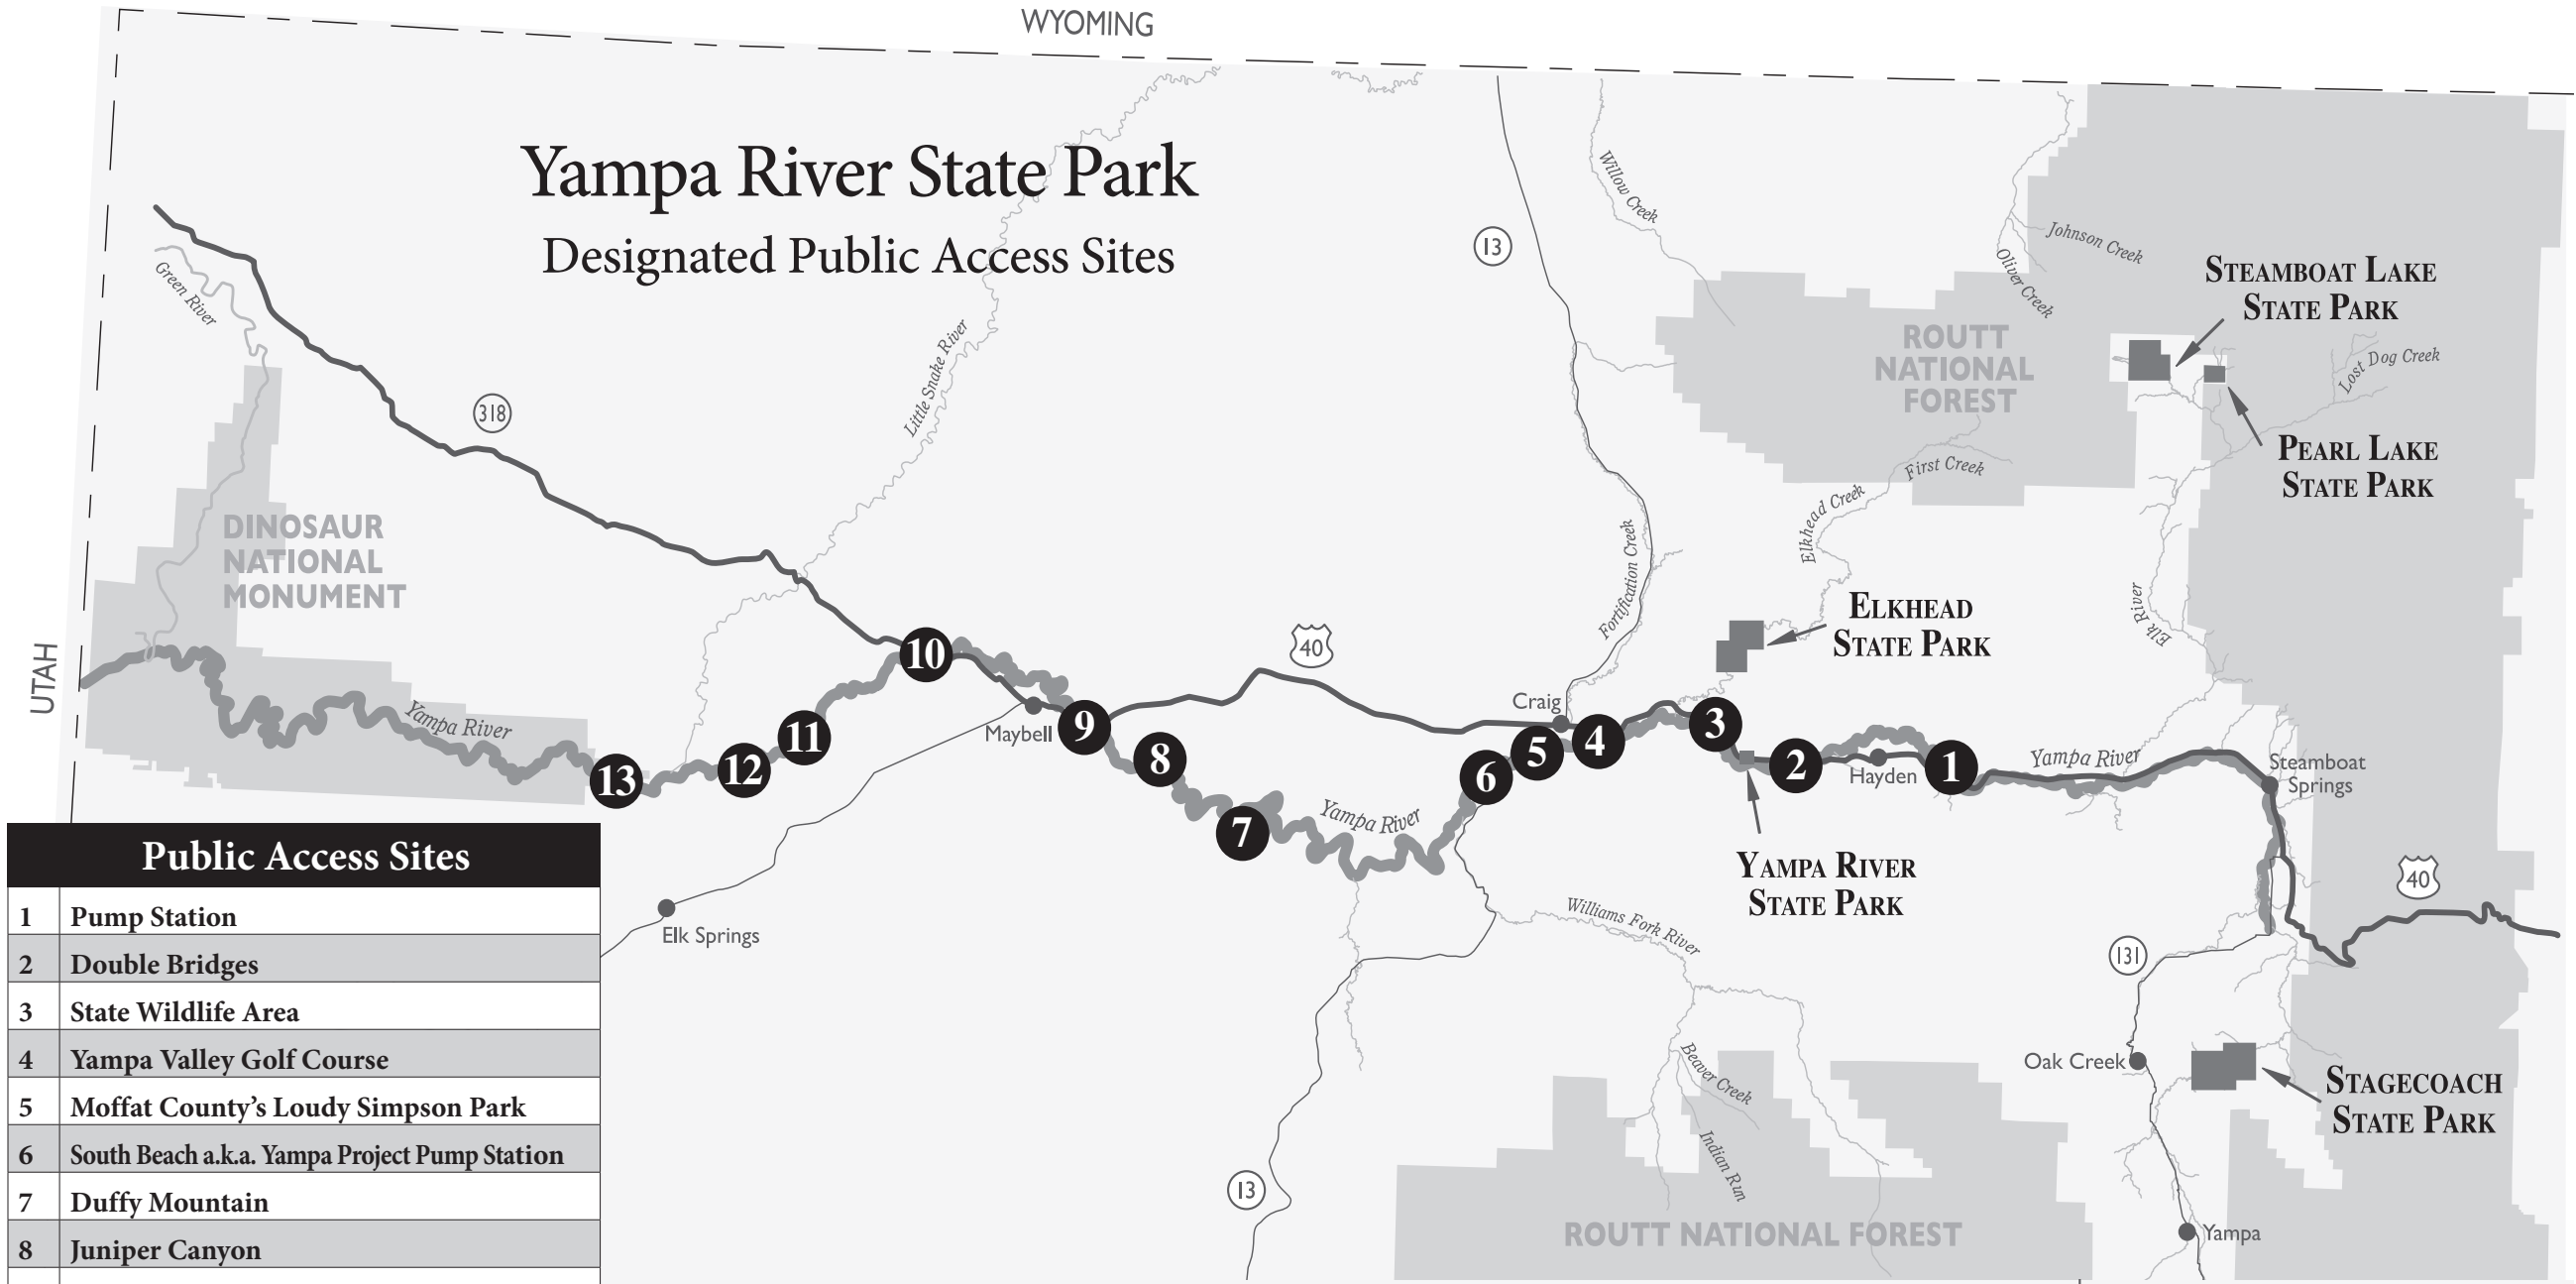 WYOMING
Yampa River State Park
Designated Public Access Sites
13
Willow Creek
Johnson Creek
Oliver Creek
STEAMBOAT LAKE
STATE PARK
Green River
Little Snake River
ROUTT
NATIONAL
FOREST
Lost Dog Creek
318
PEARL LAKE
STATE PARK
First Creek
Elkhead Creek
DINOSAUR
NATIONAL
MONUMENT
Fortification Creek
Elk River
ELKHEAD
STATE PARK
UTAH
40
10
Craig
Yampa River
Maybell
9
3
5
4
11
8
12
13
6
2
Hayden
1
Yampa River
Steamboat
Springs
7
Yampa River
YAMPA RIVER
STATE PARK
40
Elk Springs
Williams Fork River
131
Beaver Creek
Oak Creek
STAGECOACH
STATE PARK
Indian Run
13
ROUTT NATIONAL FOREST
Yampa
Public Access Sites
1 Pump Station
2 Double Bridges
3 State Wildlife Area
4 Yampa Valley Golf Course
5 Moffat County's Loudy Simpson Park
6 South Beach a.k.a. Yampa Project Pump Station
7 Duffy Mountain
8 Juniper Canyon